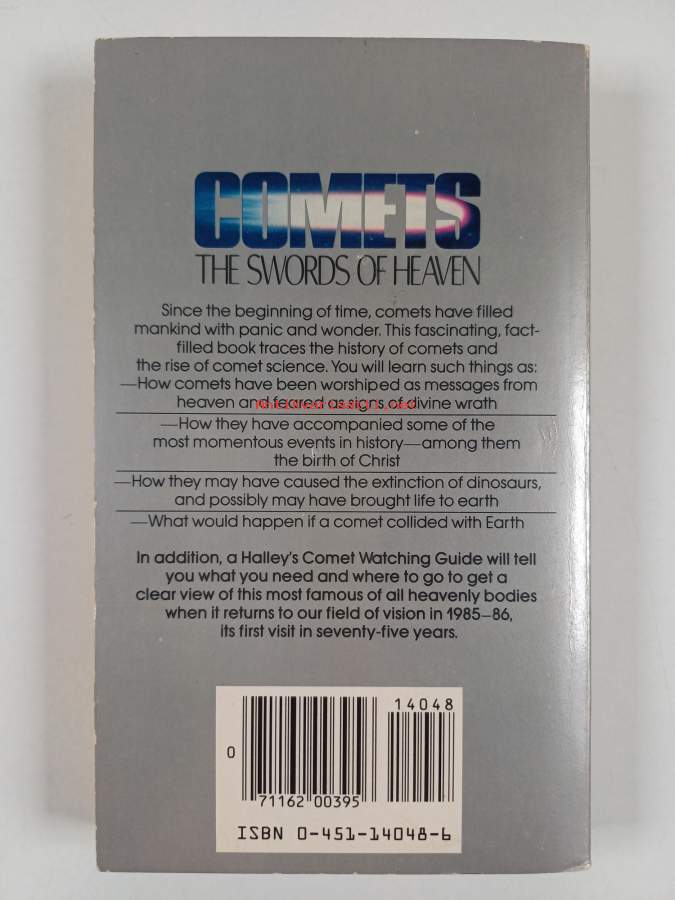 COMETS
THE SWORDS OF HEAVEN
Since the beginning of time, comets have filled
mankind with panic and wonder. This fascinating, fact-
filled book traces the history of comets and
the rise of comet science. You will learn such things as:
—How comets have been worshiped as messages from
heaven and feared as signs of divine wrath
—How they have accompanied some of the
most momentous events in history—among them
the birth of Christ
—How they may have caused the extinction of dinosaurs,
and possibly may have brought life to earth
—What would happen if a comet collided with Earth
In addition, a Halley's Comet Watching Guide will tell
you what you need and where to go to get a
clear view of this most famous of all heavenly bodies
when it returns to our field of vision in 1985–86,
its first visit in seventy-five years.
14048
0
71162 00395
ISBN 0-451-14048-6